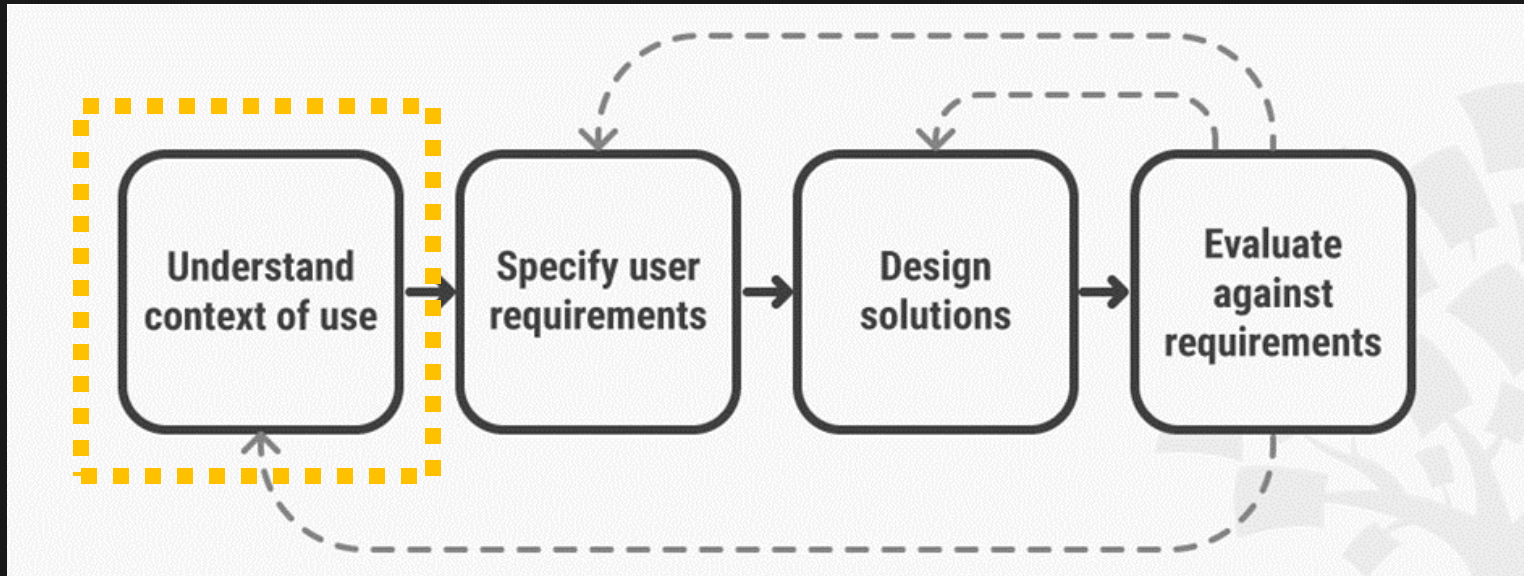 Understand
context of use
Specify user
requirements
Design
solutions
Evaluate
against
requirements